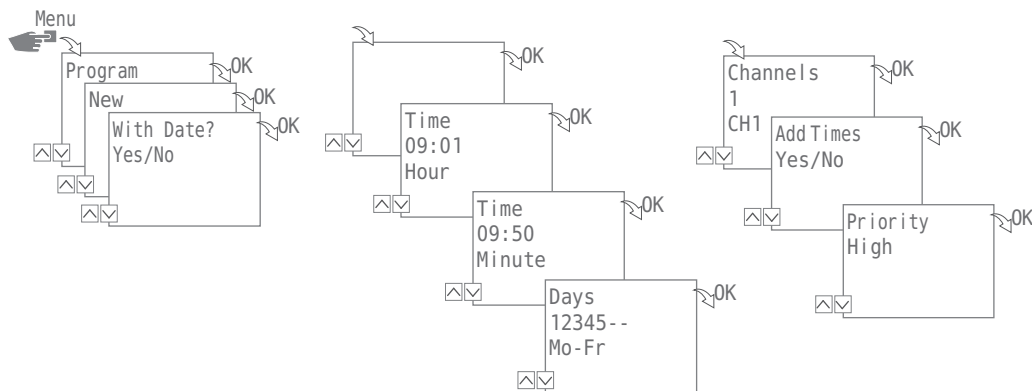 Menu
Program
OK
New
OK
With Date?
OK
Yes/No
OK
Time
OK
09:01
Hour
Time
OK
09:50
Minute
Days
OK
12345--
Mo-Fr
Channels
OK
1
CH1
Add Times
OK
Yes/No
Priority
OK
High